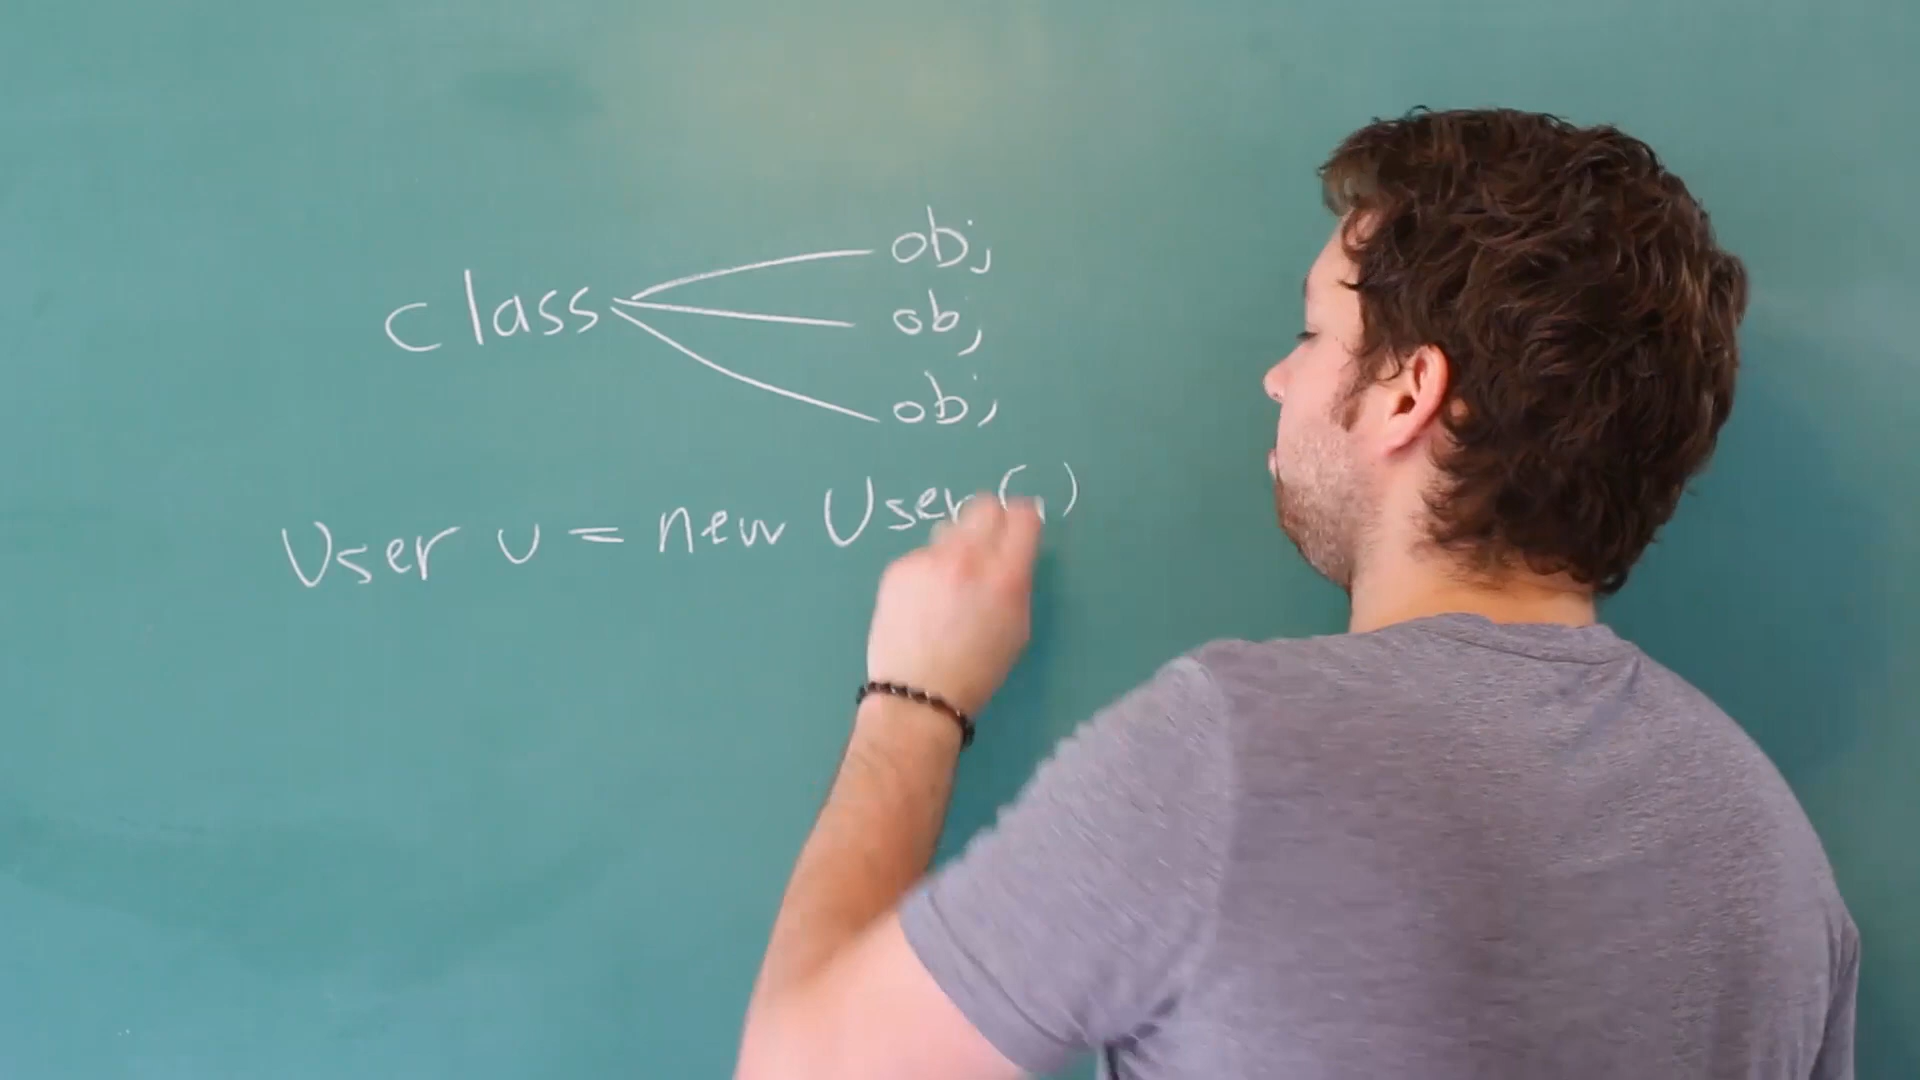 class
obj
obj
obj
User u = new User()